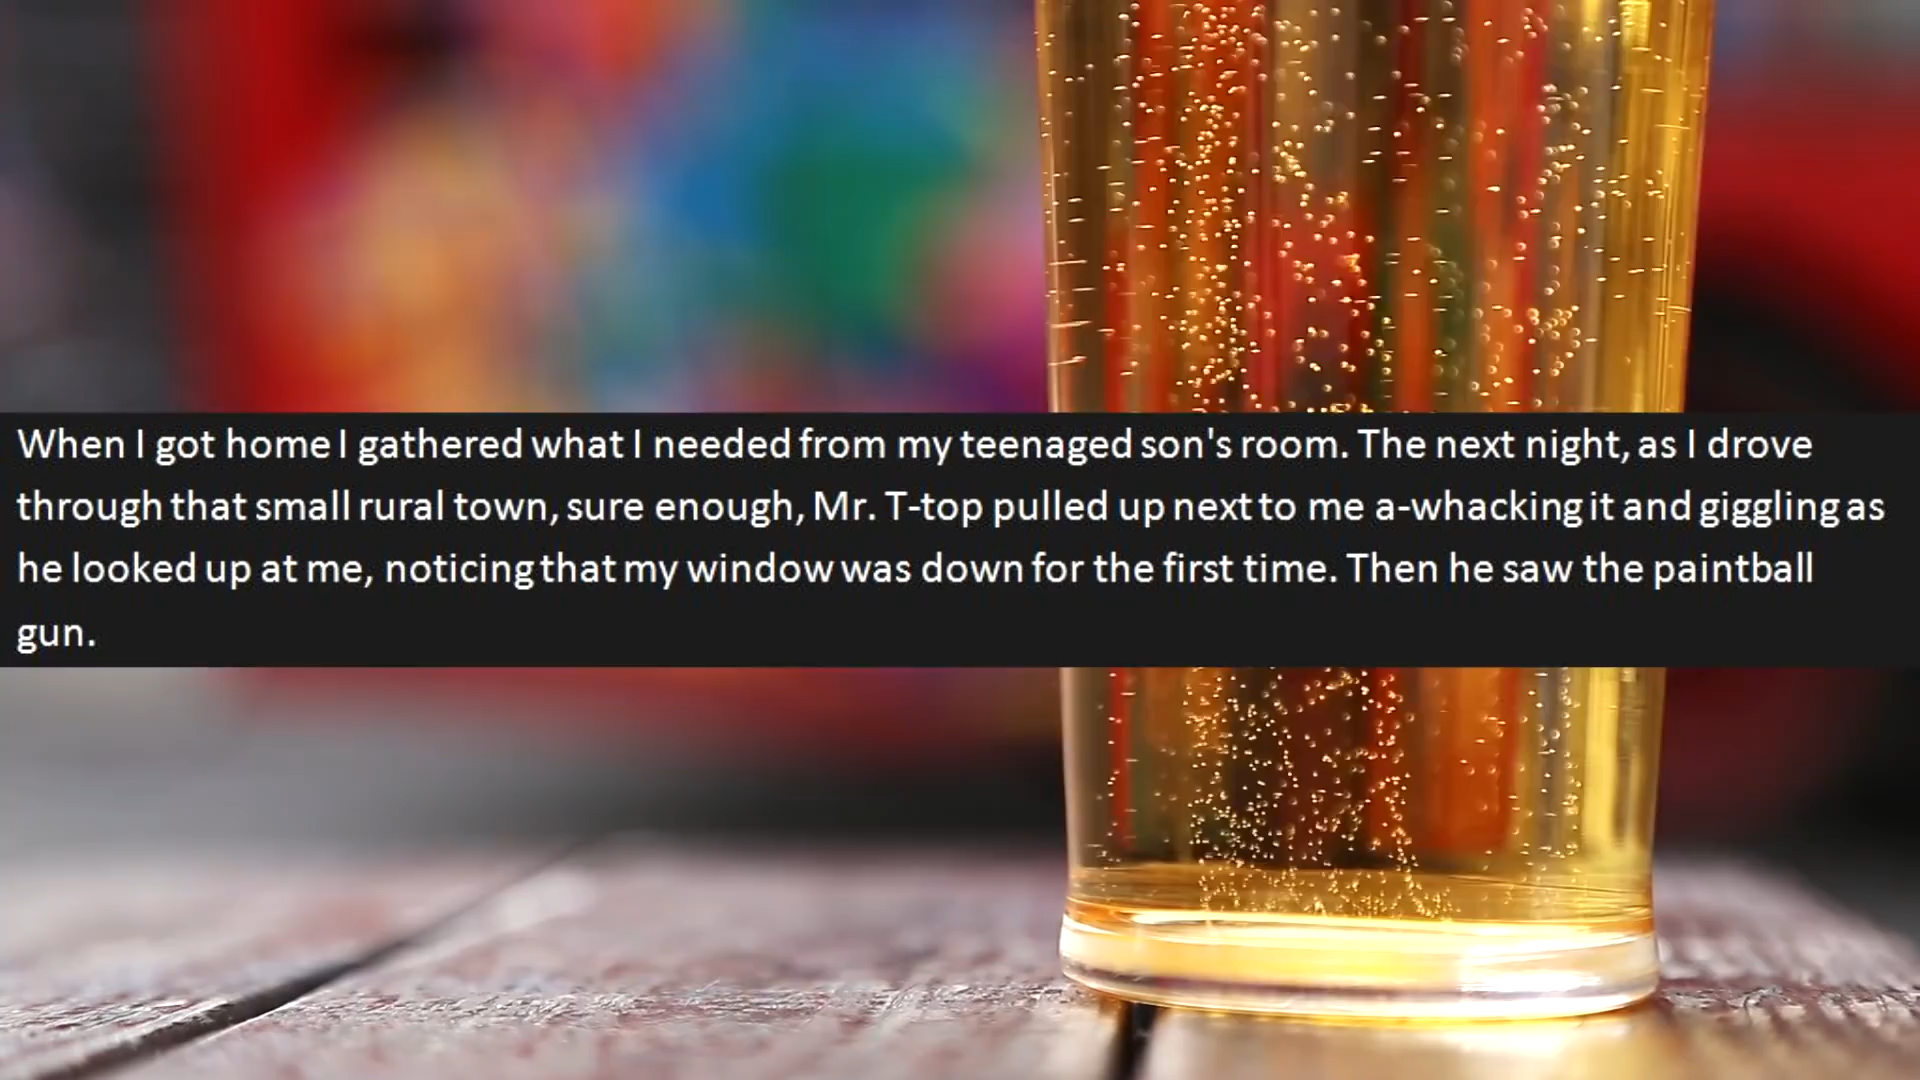 When I got home I gathered what I needed from my teenaged son's room. The next night, as I drove
through that small rural town, sure enough, Mr. T-top pulled up next to me a-whacking it and giggling as
he looked up at me, noticing that my window was down for the first time. Then he saw the paintball
gun.